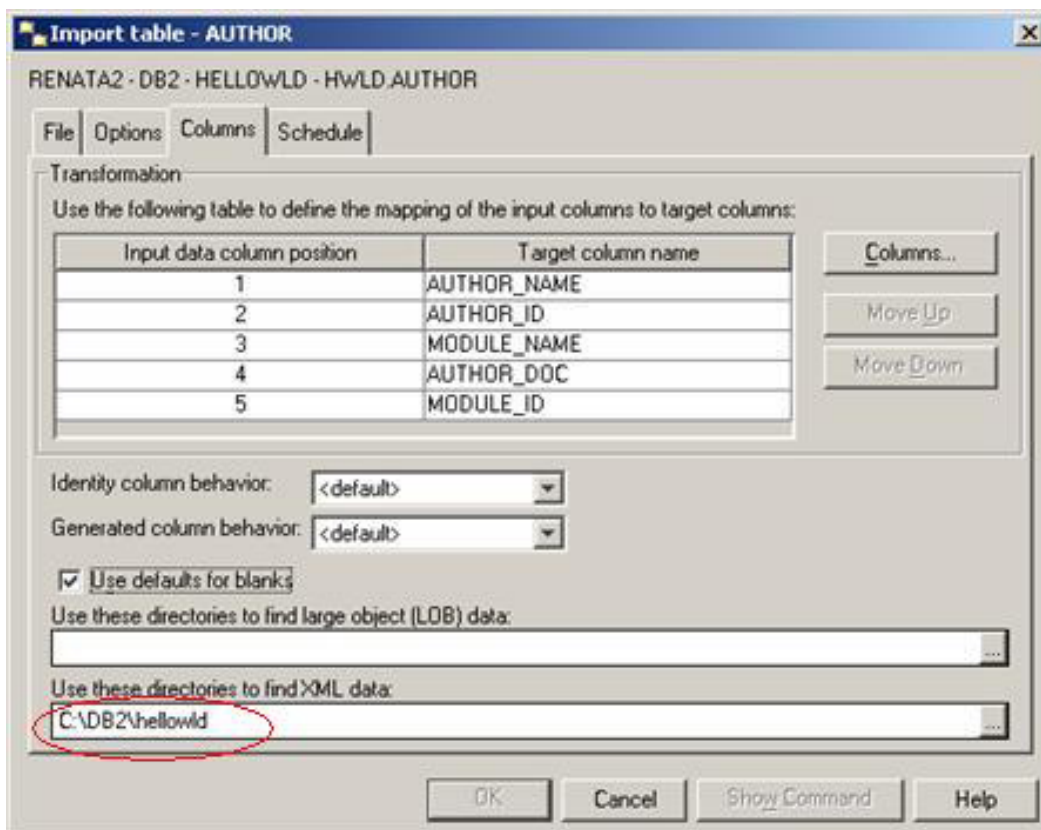 Import table - AUTHOR
RENATA2 - DB2 - HELLOWLD - HWLD.AUTHOR
File Options Columns Schedule
Transformation
Use the following table to define the mapping of the input columns to target columns:
Input data column position Target column name Columns...
1 AUTHOR_NAME
2 AUTHOR_ID Move Up
3 MODULE_NAME
4 AUTHOR_DOC Move Down
5 MODULE_ID
Identity column behavior: <default>
Generated column behavior: <default>
Use defaults for blanks
Use these directories to find large object (LOB) data:
...
Use these directories to find XML data:
C:\DB2\hellowld ...
OK Cancel Show Command Help